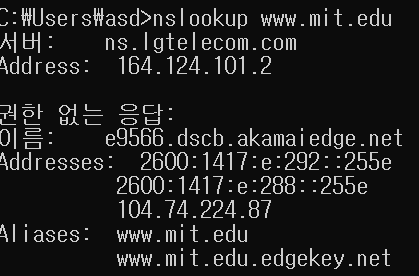 C:₩Users₩asd>nslookup www.mit.edu
서버:    ns.lgtelecom.com
Address:  164.124.101.2

권한 없는 응답:
이름:    e9566.dscb.akamaiedge.net
Addresses:  2600:1417:e:292::255e
          2600:1417:e:288::255e
          104.74.224.87
Aliases:  www.mit.edu
          www.mit.edu.edgekey.net